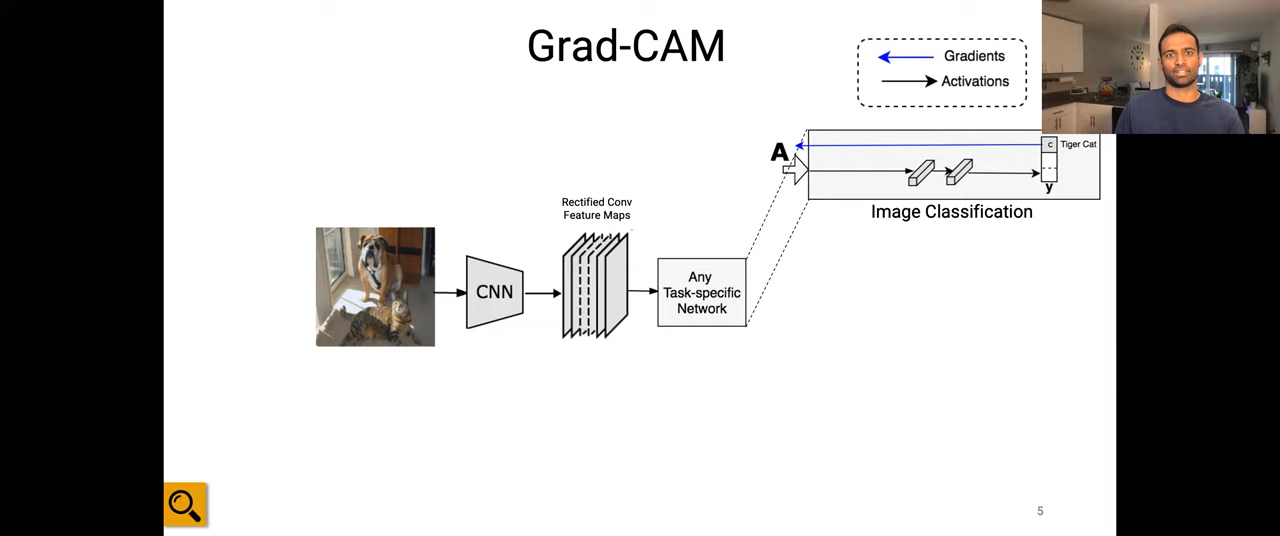 Grad-CAM
Gradients
Activations
A
c
Tiger Cat
y
Image Classification
Rectified Conv
Feature Maps
CNN
Any
Task-specific
Network
5